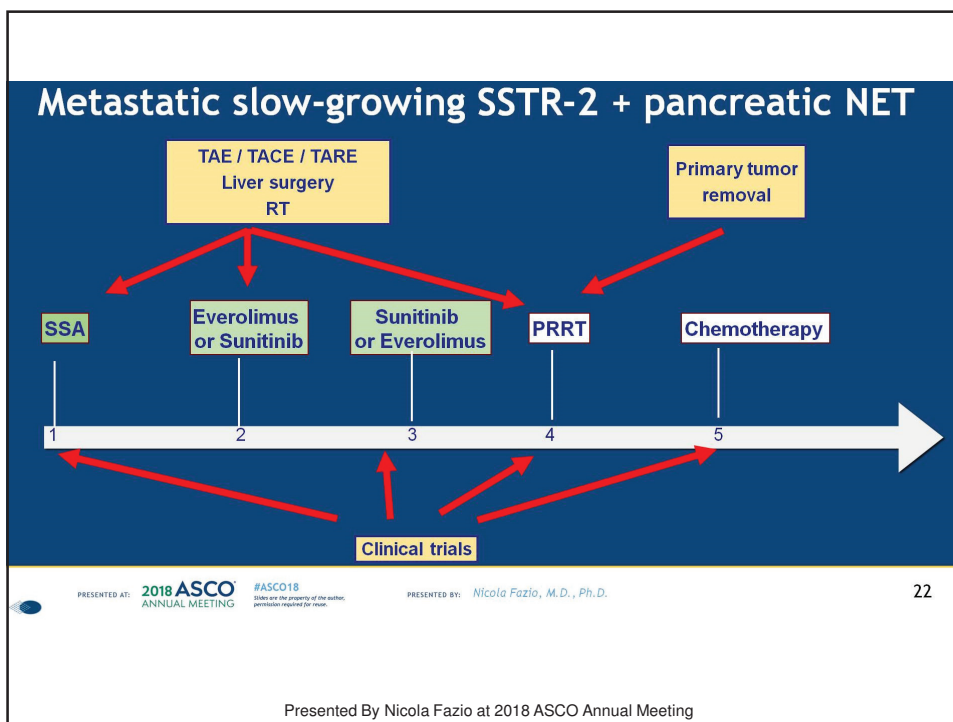 Metastatic slow-growing SSTR-2 + pancreatic NET
TAE / TACE / TARE
Liver surgery
RT
Primary tumor
removal
SSA
Everolimus
or Sunitinib
Sunitinib
or Everolimus
PRRT
Chemotherapy
1
2
3
4
5
Clinical trials
PRESENTED AT:
2018 ASCO®
ANNUAL MEETING
#ASCO18
Slides are the property of the author,
permission required for reuse.
PRESENTED BY:
Nicola Fazio, M.D., Ph.D.
22
Presented By Nicola Fazio at 2018 ASCO Annual Meeting